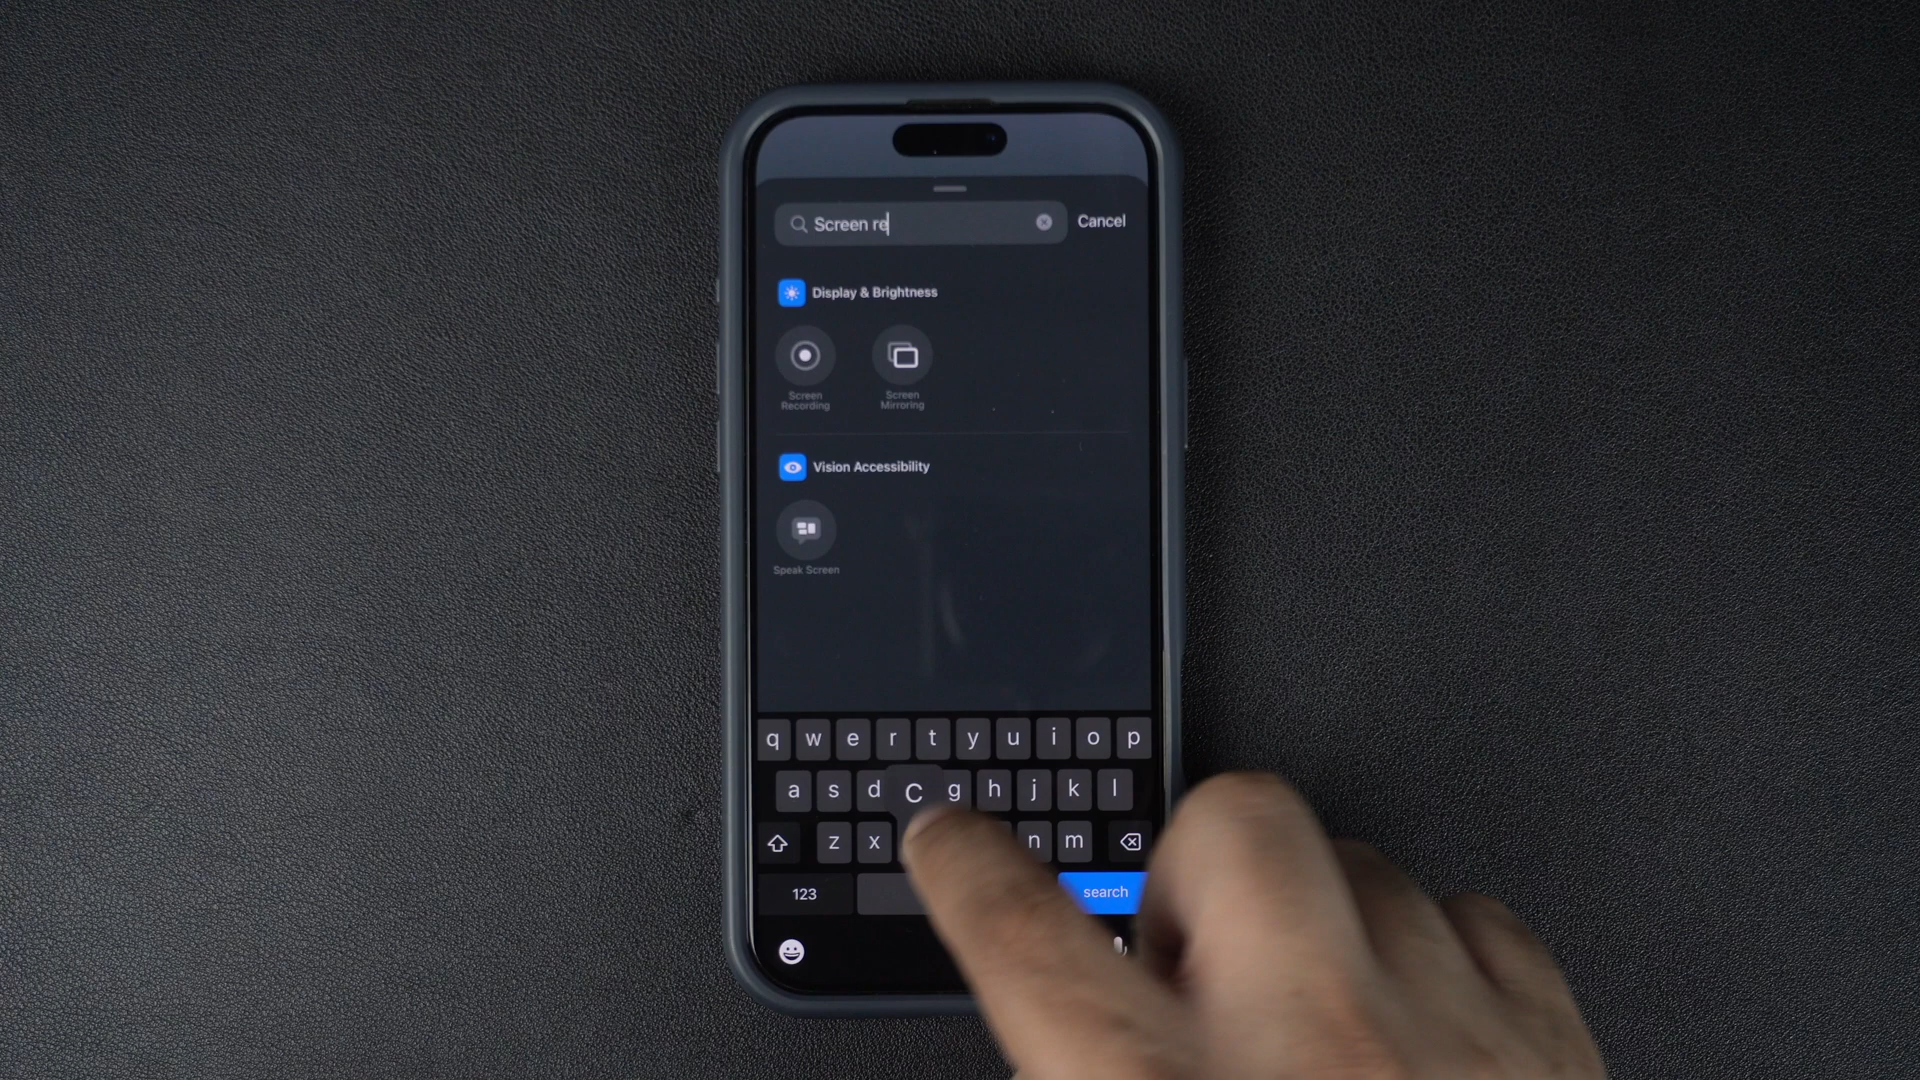 Screen re
Cancel
Display & Brightness
Screen
Recording
Screen
Mirroring
Vision Accessibility
Speak Screen
q w e r t y u i o p
a s d C g h j k l
z x n m
123
search